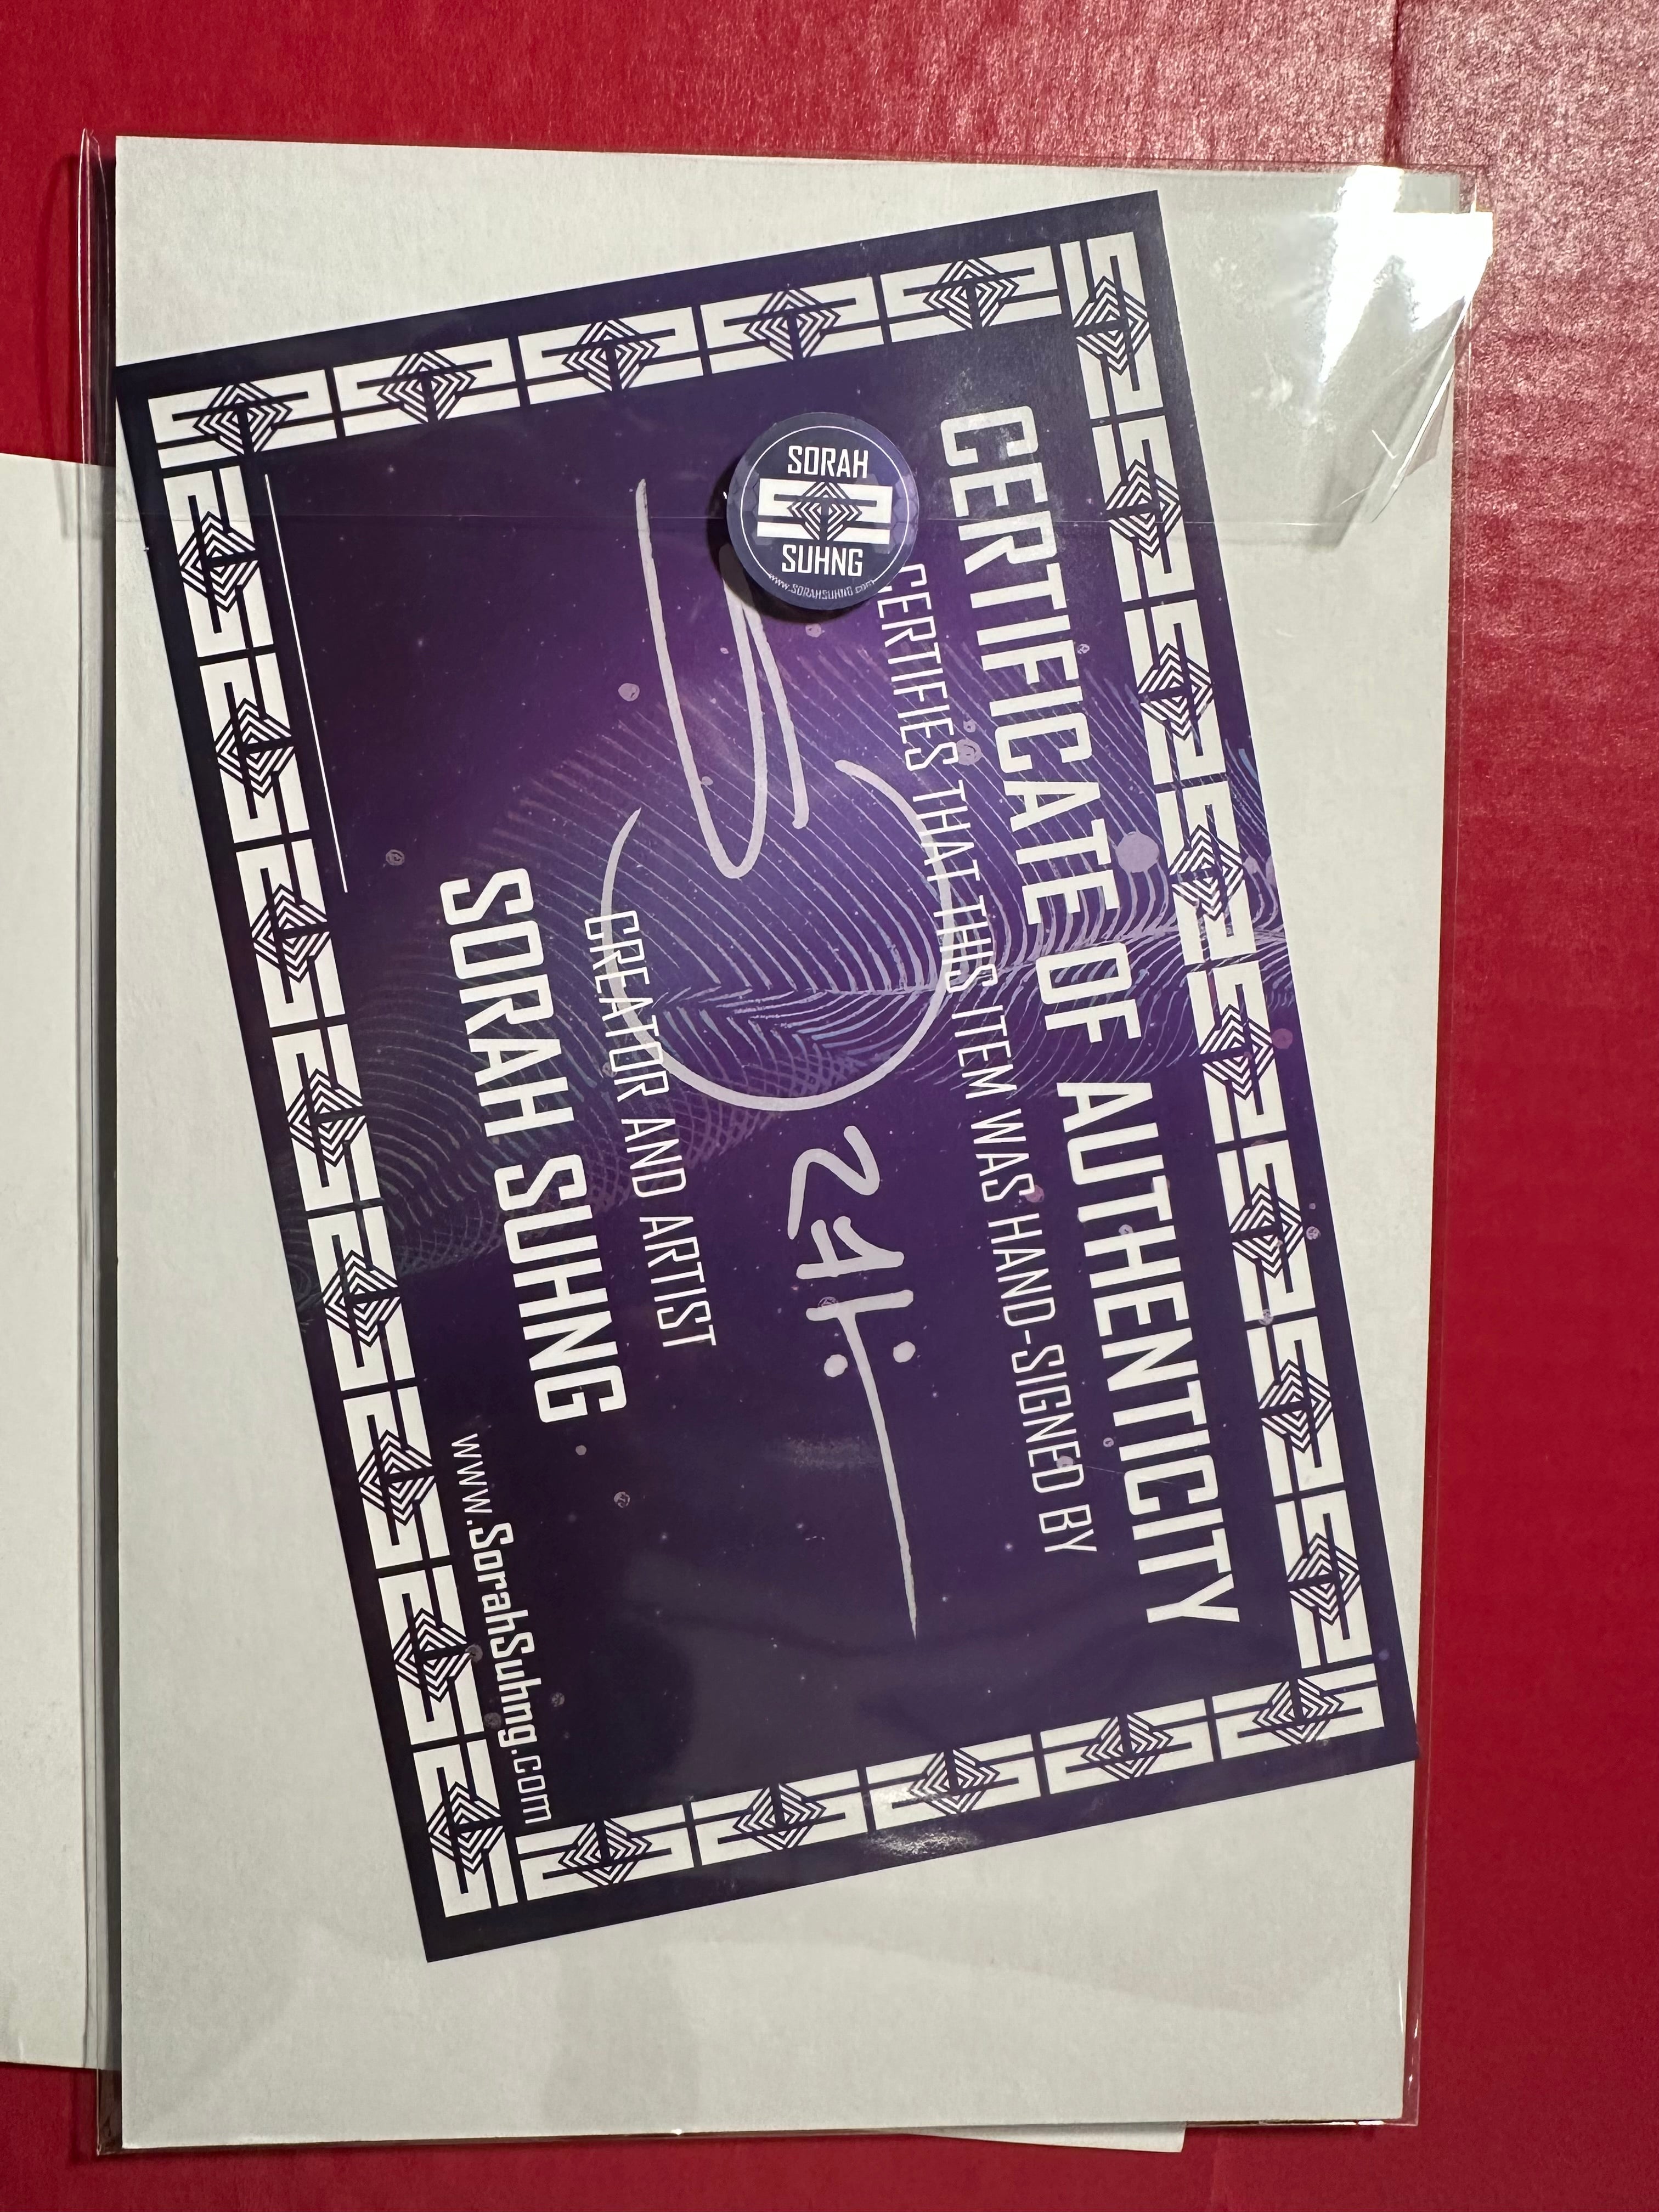 CERTIFICATE OF AUTHENTICITY
CERTIFIES THAT THIS ITEM WAS HAND-SIGNED BY
CREATOR AND ARTIST
SORAH SUHNG
www.SorahSuhng.com
SORAH
SUHNG
www.SORAHSUHNG.com